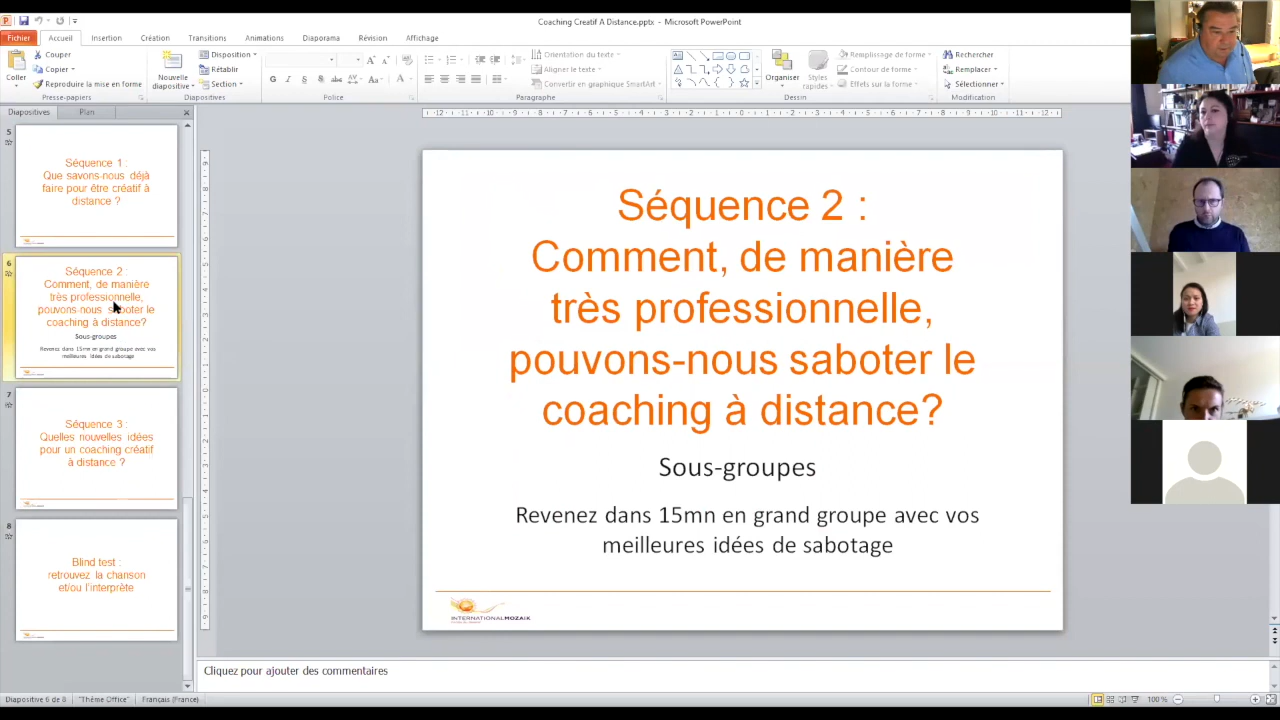 Coaching Creatif A Distance.pptx - Microsoft PowerPoint
Fichier
Accueil
Insertion
Création
Transitions
Animations
Diaporama
Révision
Affichage
Coller
Couper
Copier
Reproduire la mise en forme
Presse-papiers
Nouvelle
diapositive
Disposition
Rétablir
Section
Diapositives
Police
Orientation du texte
Aligner le texte
Convertir en graphique SmartArt
Paragraphe
Organiser
Styles
rapides
Remplissage de forme
Contour de forme
Effets sur la forme
Dessin
Rechercher
Remplacer
Sélectionner
Modification
Diapositives
Plan
5
Séquence 1 :
Que savons-nous déjà
faire pour être créatif à
distance ?
6
Séquence 2 :
Comment, de manière
très professionnelle,
pouvons-nous saboter le
coaching à distance?
Sous-groupes
Revenez dans 15mn en grand groupe avec vos
meilleures idées de sabotage
7
Séquence 3 :
Quelles nouvelles idées
pour un coaching créatif
à distance ?
8
Blind test :
retrouvez la chanson
et/ou l'interprète
Séquence 2 :
Comment, de manière
très professionnelle,
pouvons-nous saboter le
coaching à distance?
Sous-groupes
Revenez dans 15mn en grand groupe avec vos
meilleures idées de sabotage
INTERNATIONALMOZAIK
Cliquez pour ajouter des commentaires
Diapositive 6 de 8
"Thème Office"
Français (France)
100 %